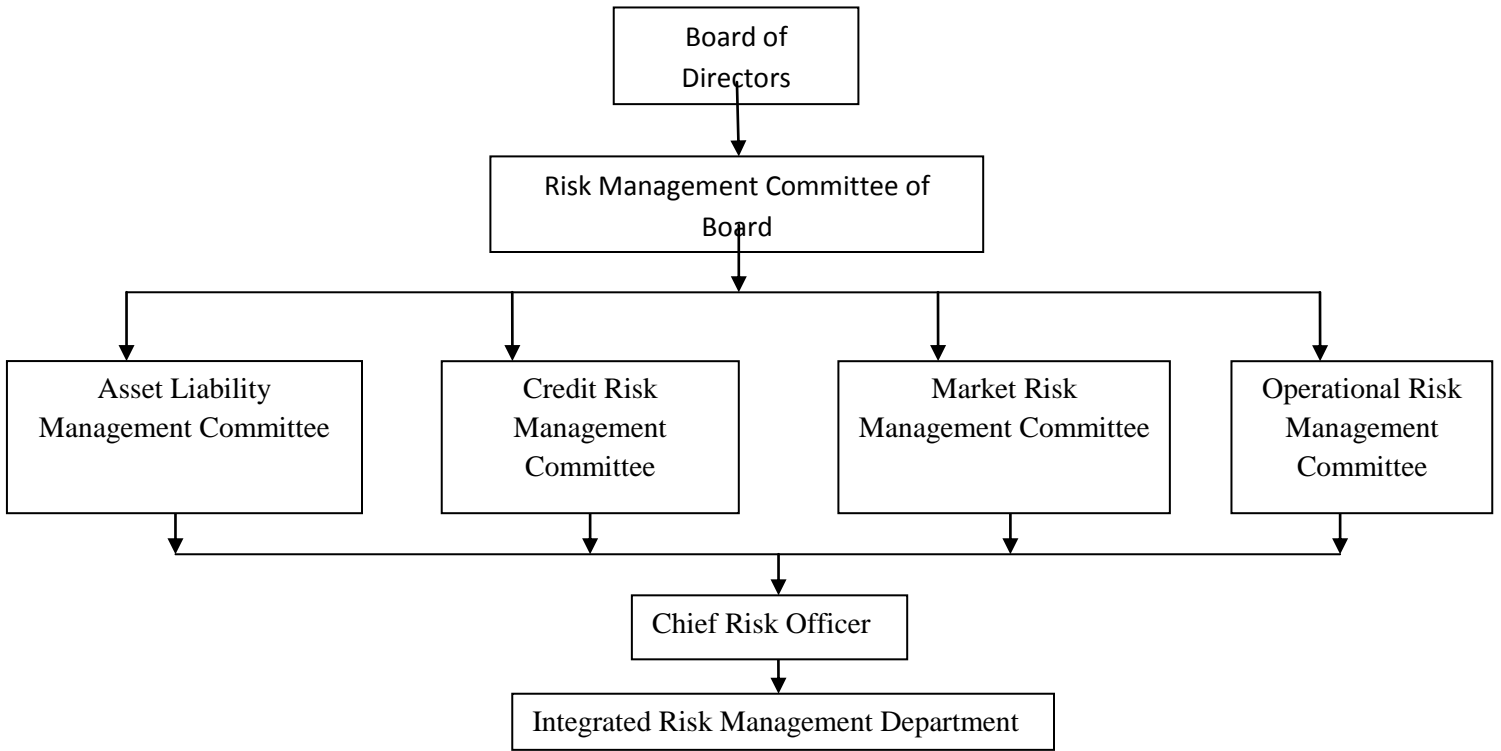 Board of
Directors
Risk Management Committee of
Board
Asset Liability
Management Committee
Credit Risk
Management
Committee
Market Risk
Management Committee
Operational Risk
Management
Committee
Chief Risk Officer
Integrated Risk Management Department